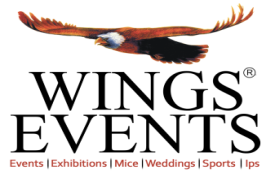 WINGS®
EVENTS
Events |Exhibitions | Mice |Weddings | Sports | Ips